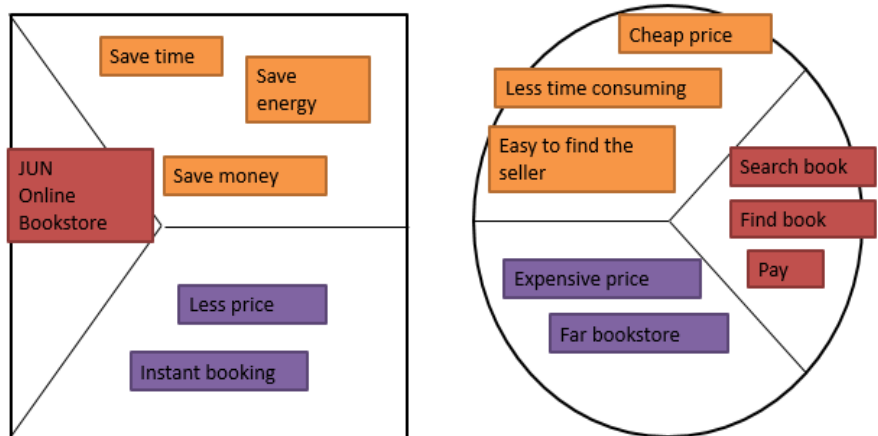 Save time
Save
energy
JUN
Online
Bookstore
Save money
Less price
Instant booking
Cheap price
Less time consuming
Easy to find the
seller
Search book
Find book
Pay
Expensive price
Far bookstore